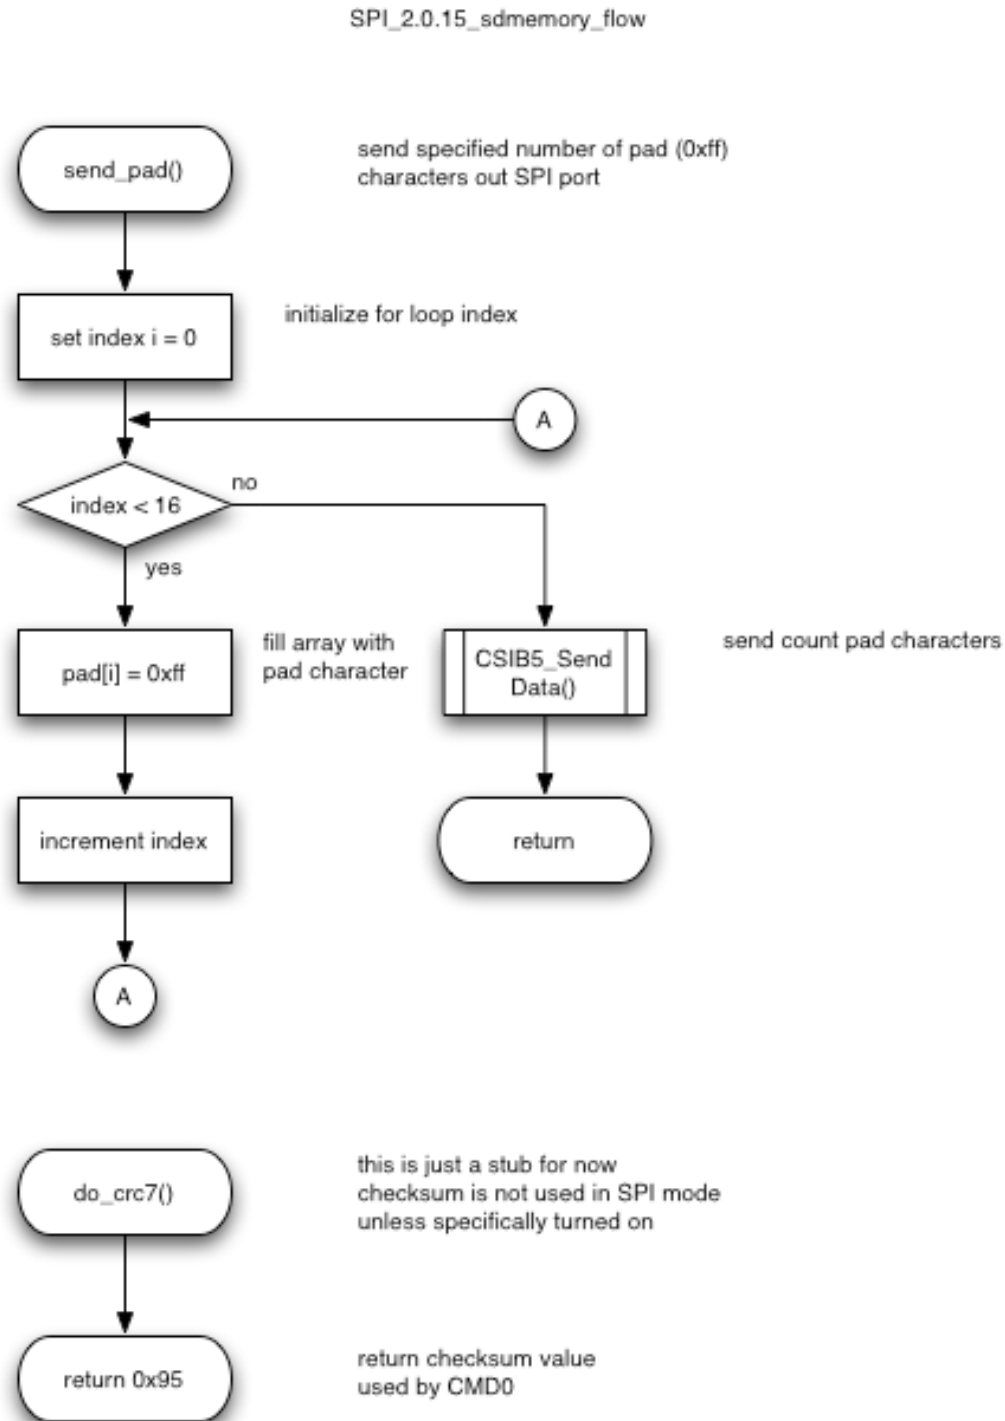 SPI_2.0.15_sdmemory_flow
send_pad()
send specified number of pad (0xff)
characters out SPI port
set index i = 0
initialize for loop index
A
index < 16
no
yes
pad[i] = 0xff
fill array with
pad character
CSIB5_Send
Data()
send count pad characters
increment index
return
A
do_crc7()
this is just a stub for now
checksum is not used in SPI mode
unless specifically turned on
return 0x95
return checksum value
used by CMD0